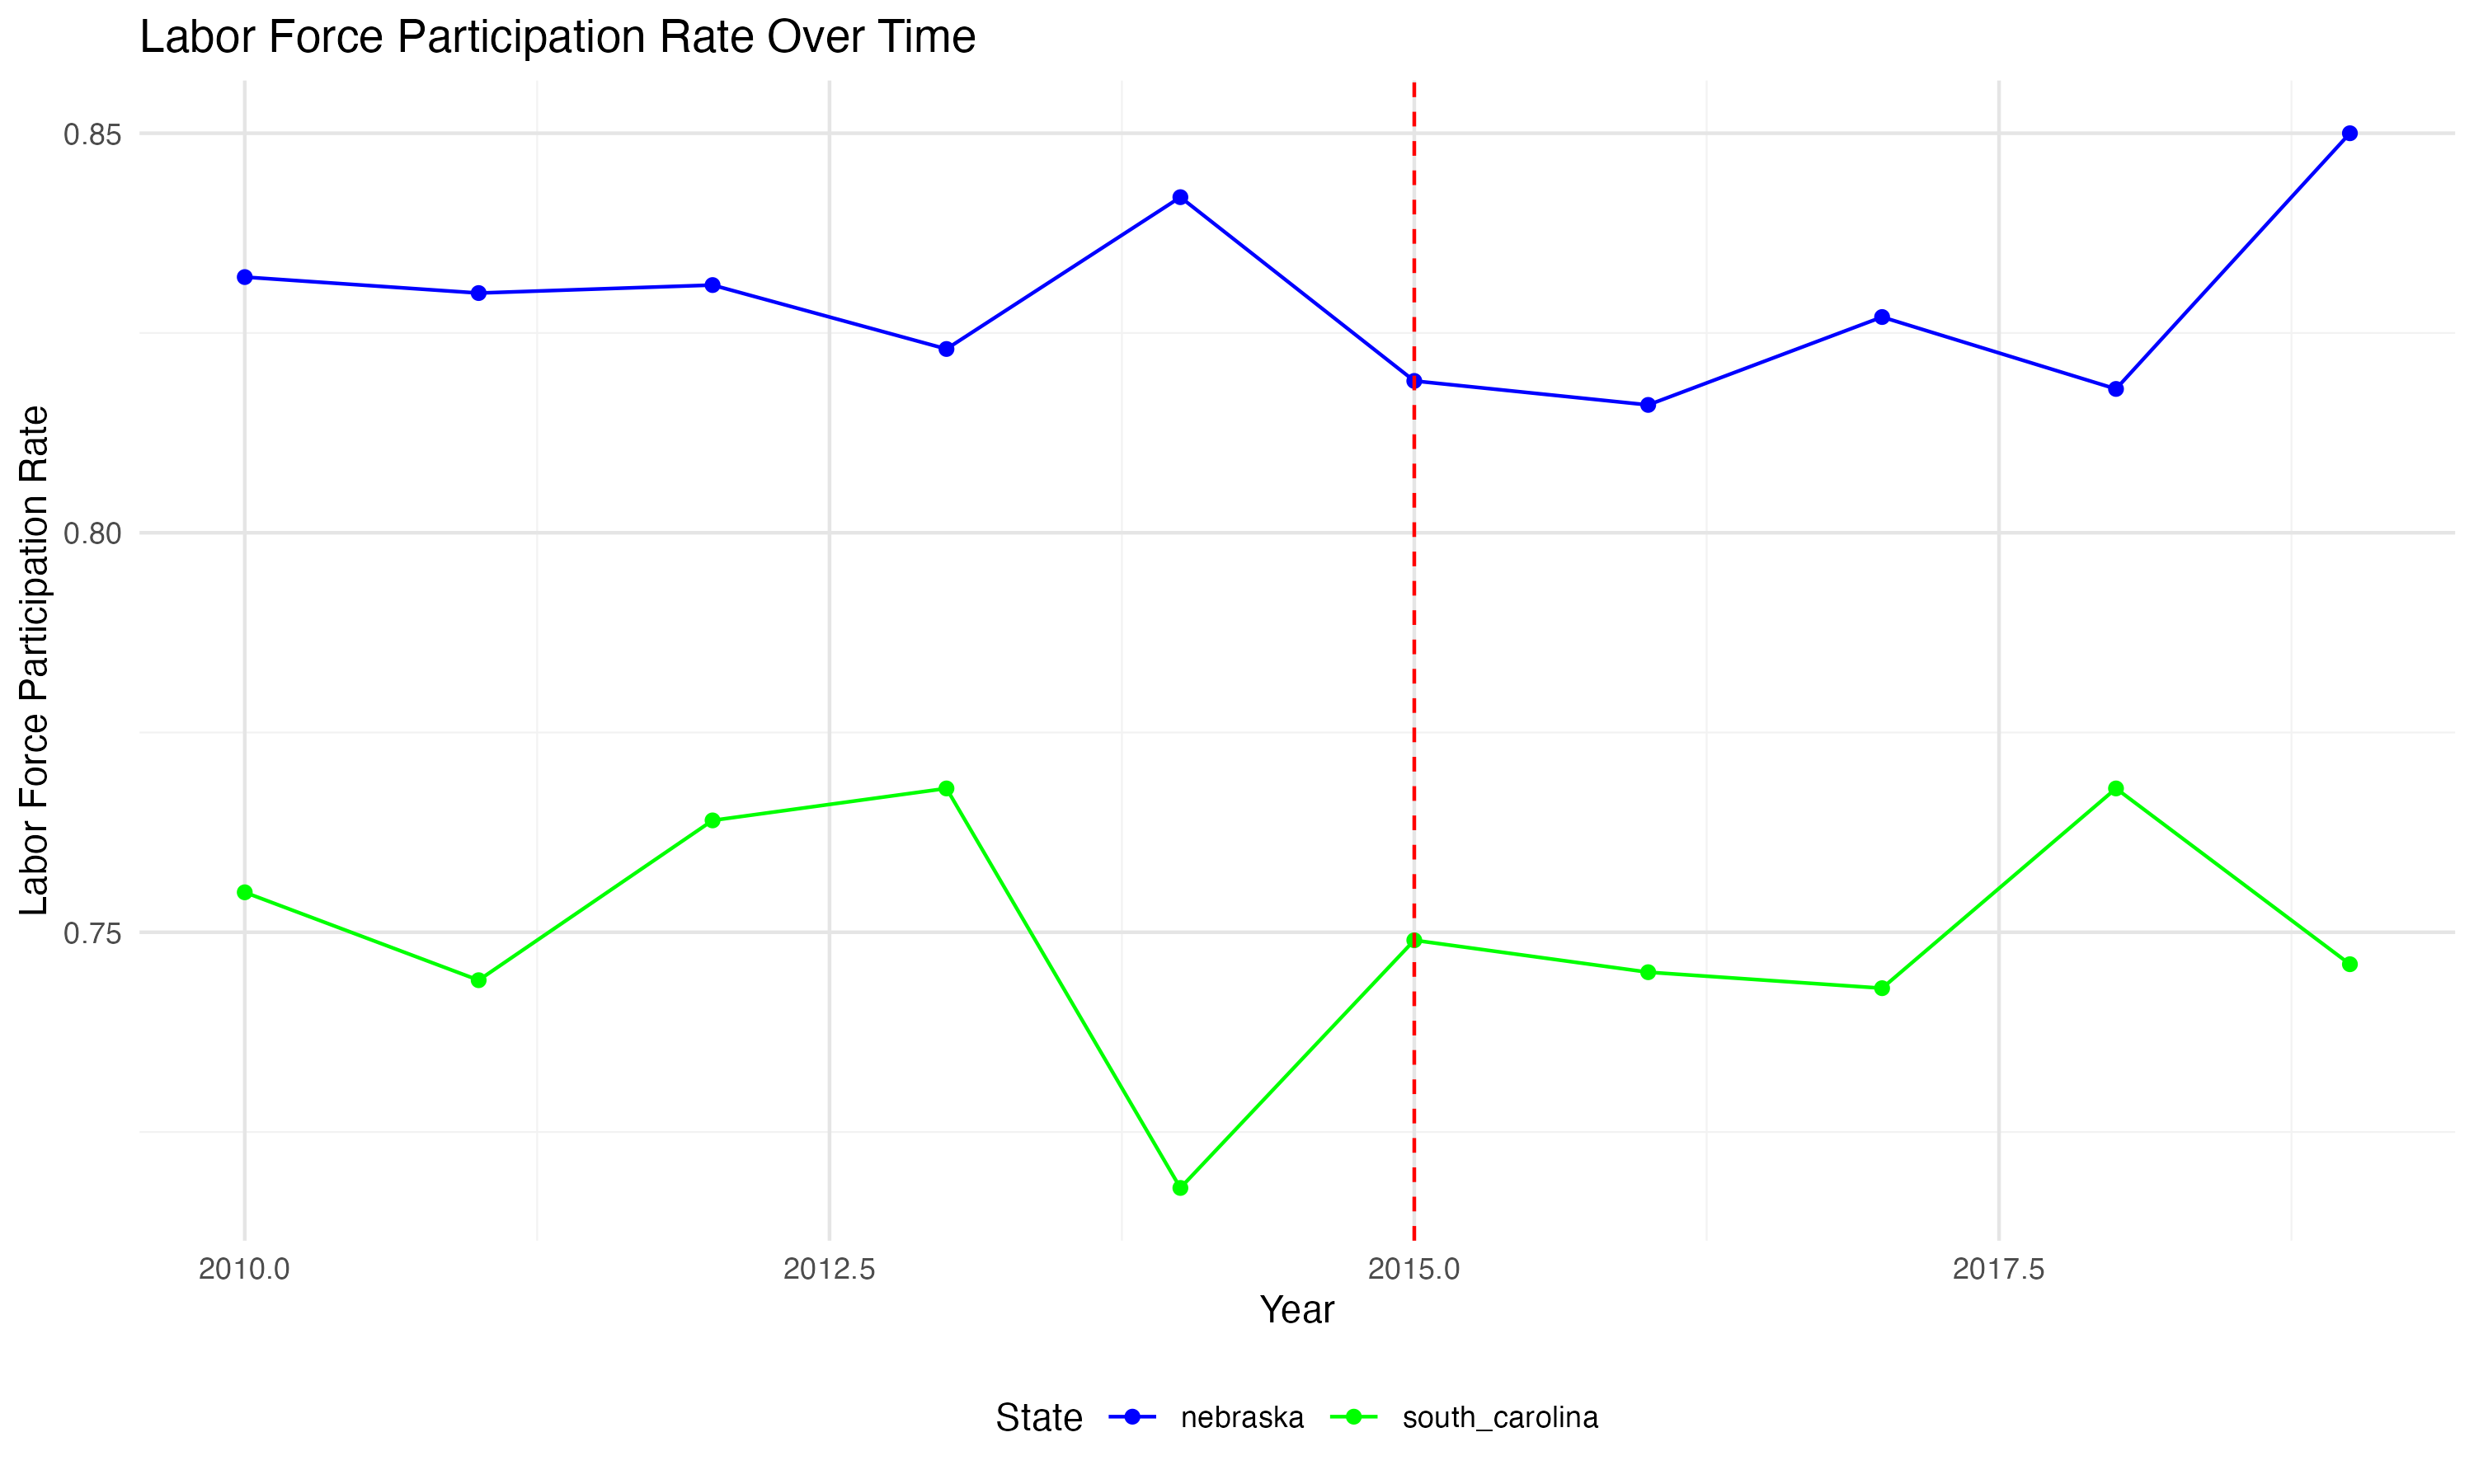 Labor Force Participation Rate Over Time
Labor Force Participation Rate
0.85
0.80
0.75
2010.0 2012.5 2015.0 2017.5
Year
State nebraska south_carolina